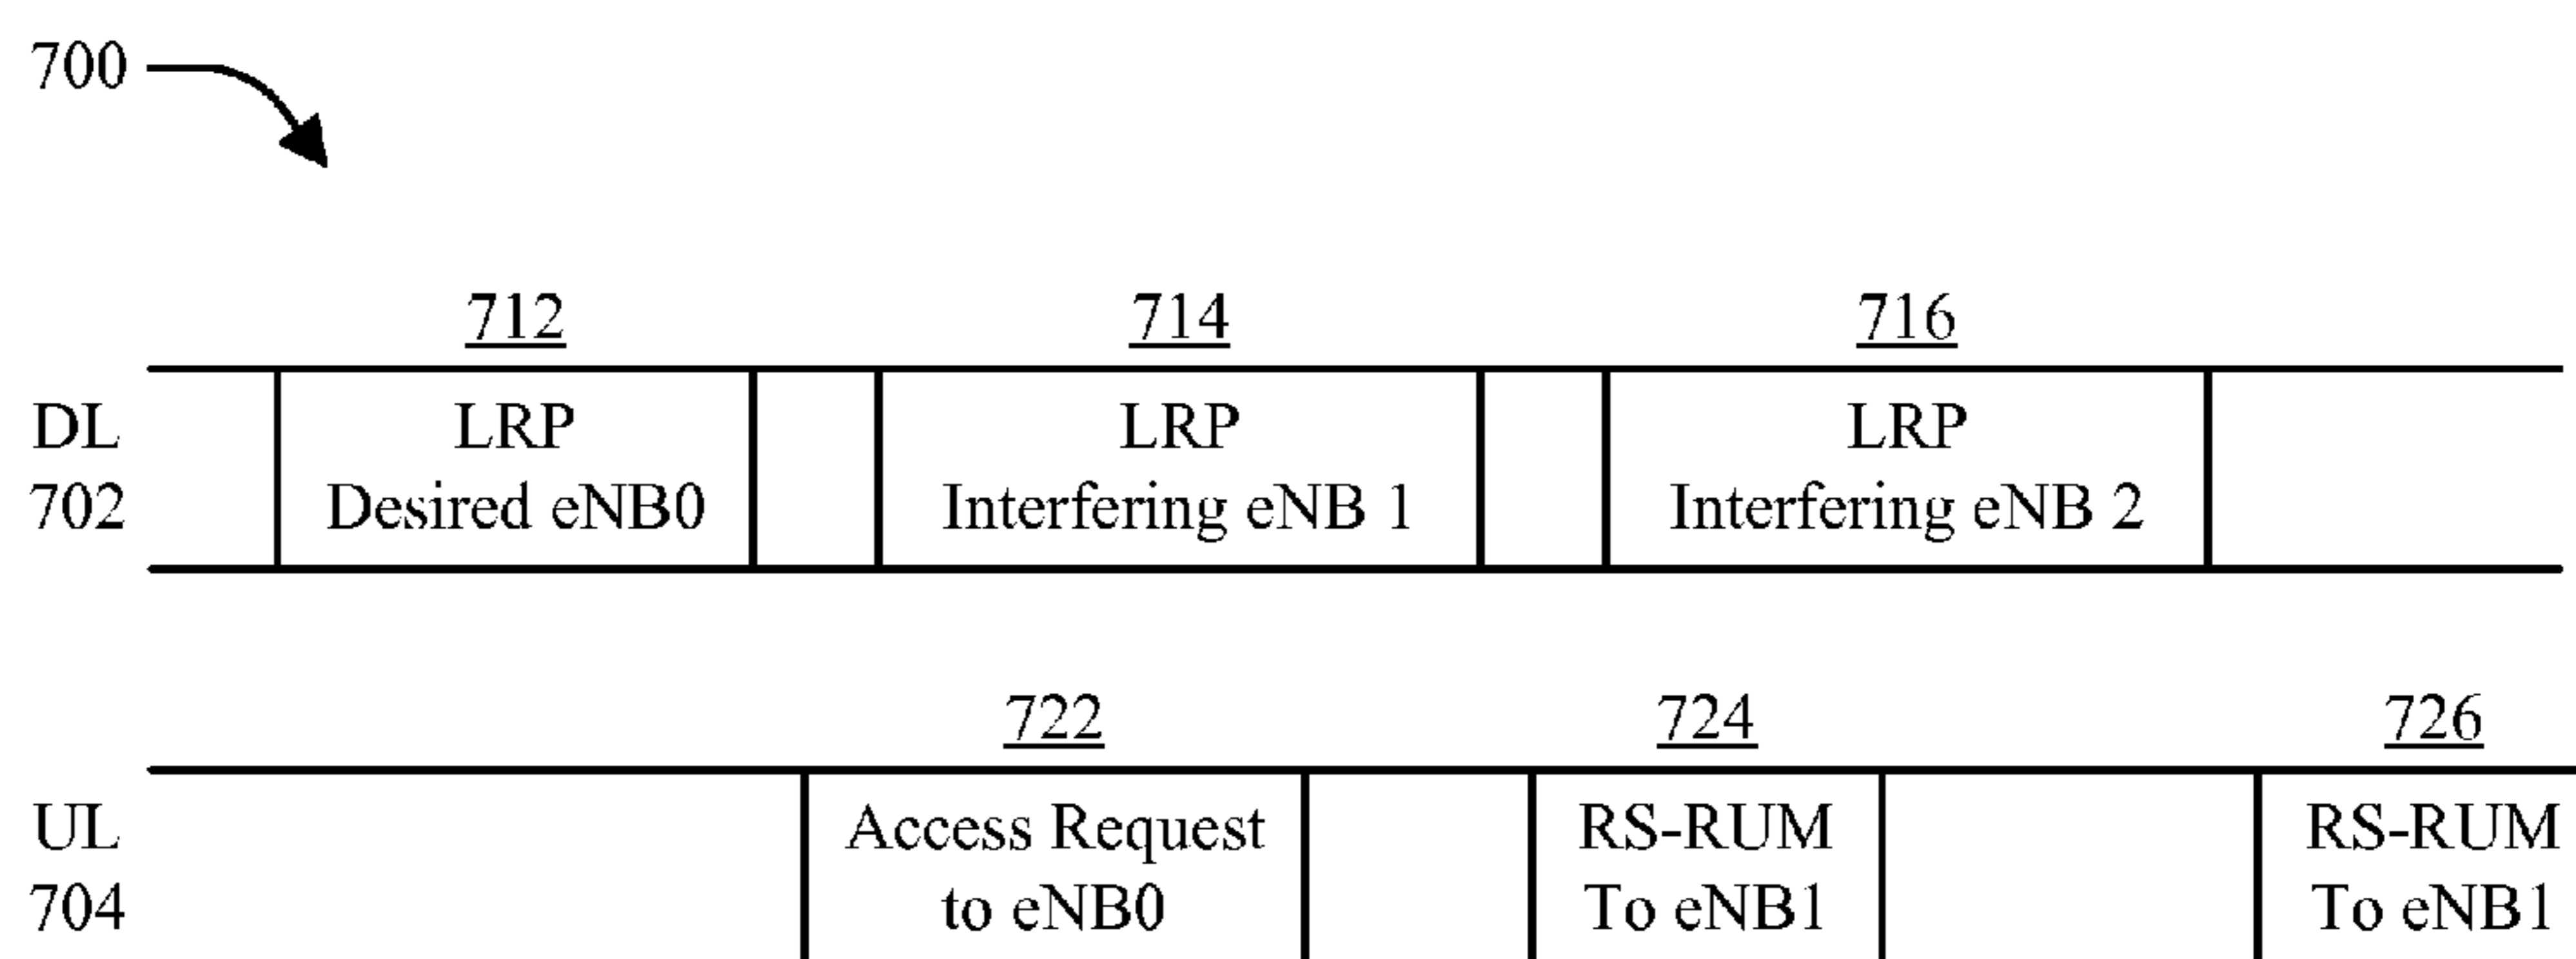 700
712
714
716
DL
702
LRP
Desired eNB0
LRP
Interfering eNB 1
LRP
Interfering eNB 2
722
724
726
UL
704
Access Request
to eNB0
RS-RUM
To eNB1
RS-RUM
To eNB1